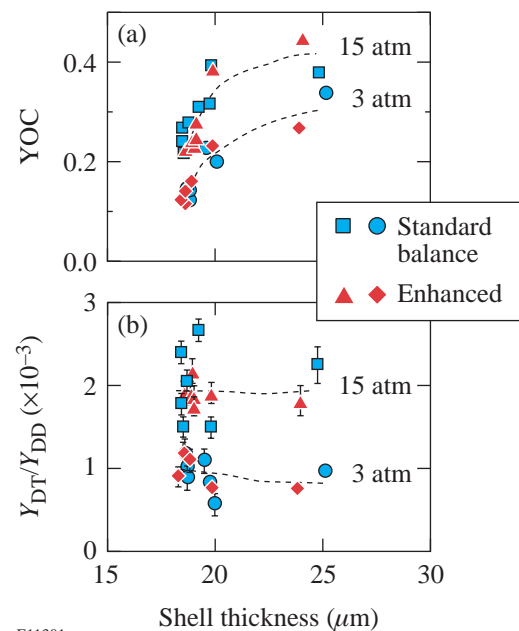 (a)
15 atm
3 atm
0.4
0.2
0.0
YOC
Standard
balance
Enhanced
(b)
15 atm
3 atm
3
2
1
0
Y_DT/Y_DD (×10⁻³)
15 20 25 30
Shell thickness (μm)